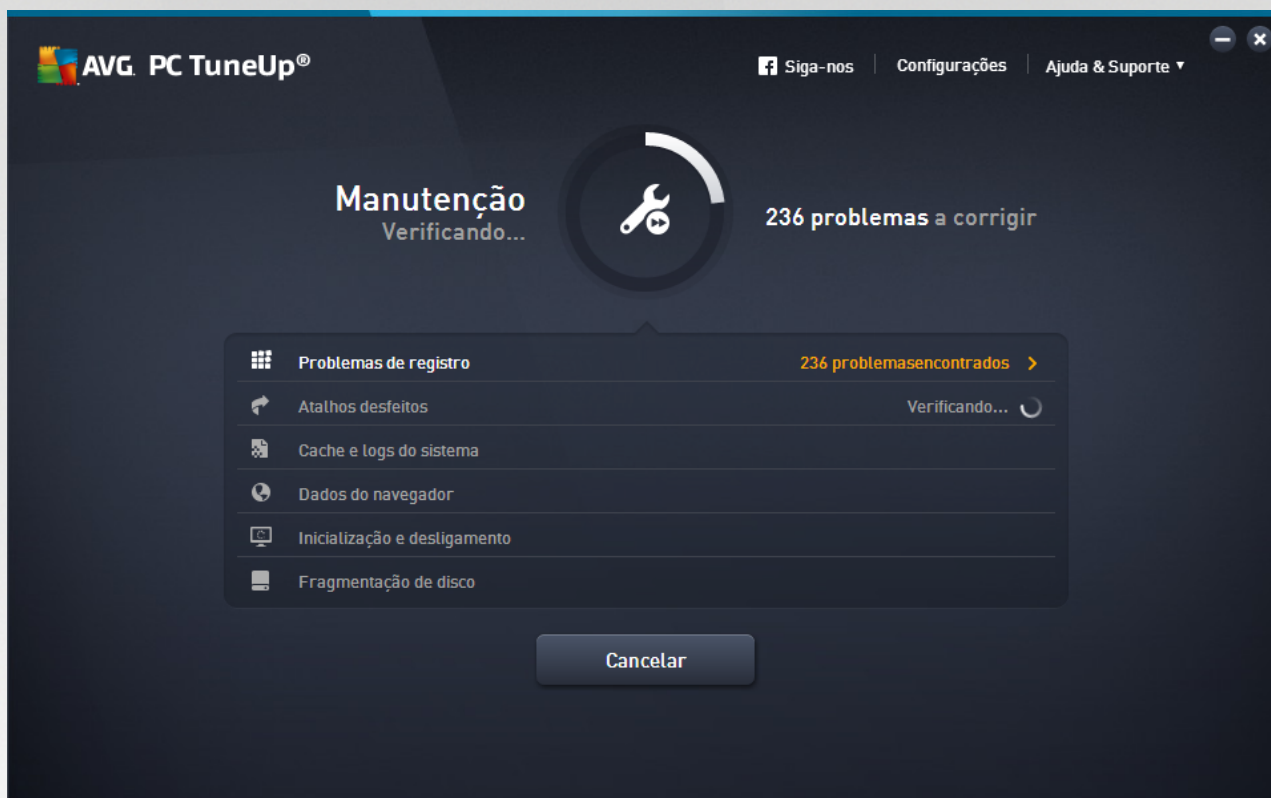 AVG. PC TuneUp®
Siga-nos
Configurações
Ajuda & Suporte ▾
Manutenção
Verificando...
236 problemas a corrigir
Problemas de registro
236 problemasencontrados
Atalhos desfeitos
Verificando...
Cache e logs do sistema
Dados do navegador
Inicialização e desligamento
Fragmentação de disco
Cancelar